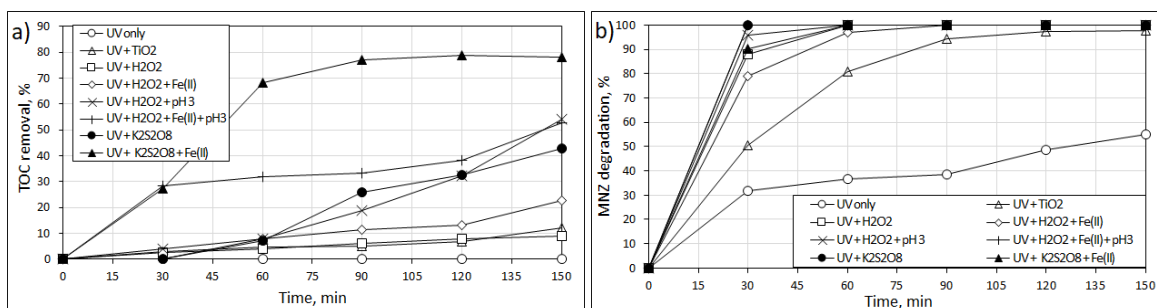 a)
90
80
70
60
50
40
30
20
10
0
TOC removal, %
UV only
UV+TiO2
UV+H2O2
UV+H2O2+Fe(II)
UV+H2O2+pH3
UV+H2O2+Fe(II)+pH3
UV+K2S2O8
UV+ K2S2O8+Fe(II)
0 15 30 45 60 75 90 105 120 135 150
Time, min
b)
100
90
80
70
60
50
40
30
20
10
0
MNZ degradation, %
UV only UV+TiO2
UV+H2O2 UV+H2O2+Fe(II)
UV+H2O2+pH3 UV+H2O2+Fe(II)+pH3
UV+K2S2O8 UV+ K2S2O8+Fe(II)
0 15 30 45 60 75 90 105 120 135 150
Time, min